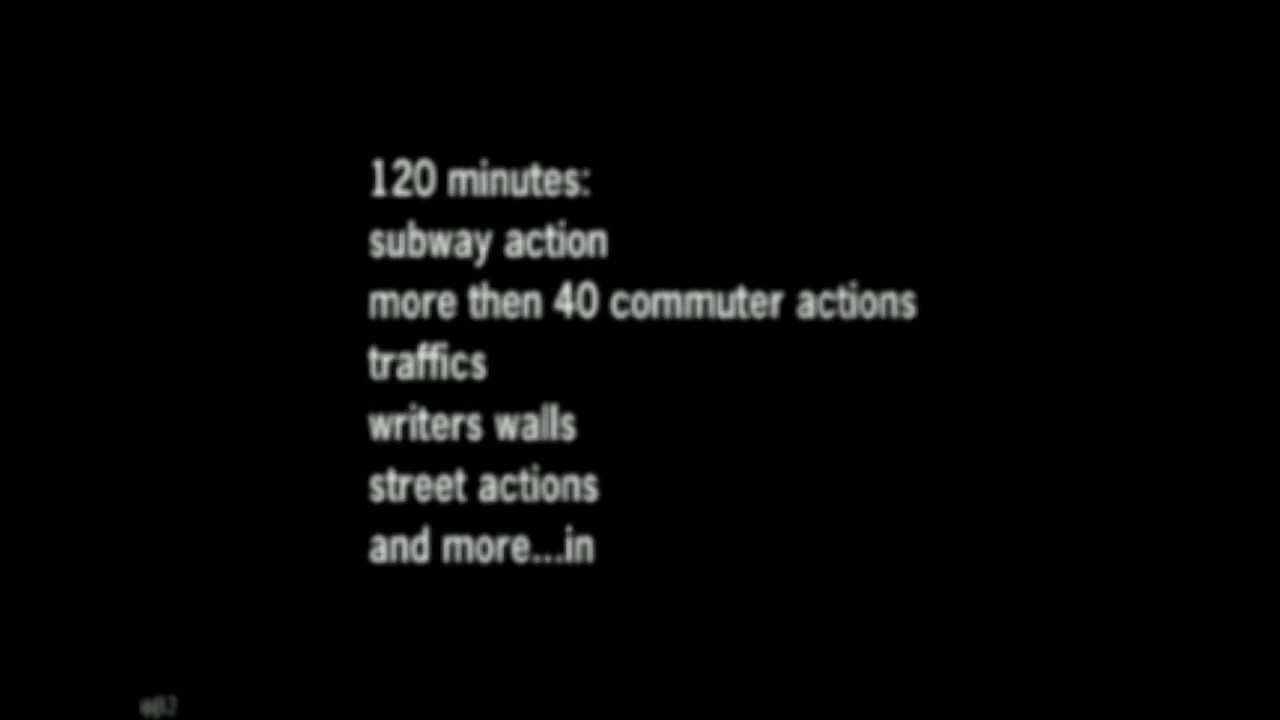 120 minutes:
subway action
more then 40 commuter actions
traffics
writers walls
street actions
and more...in